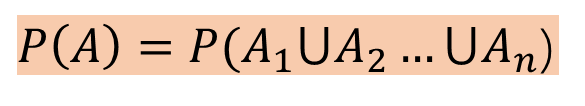 P(A) = P(A₁⋃A₂ … ⋃Aₙ)